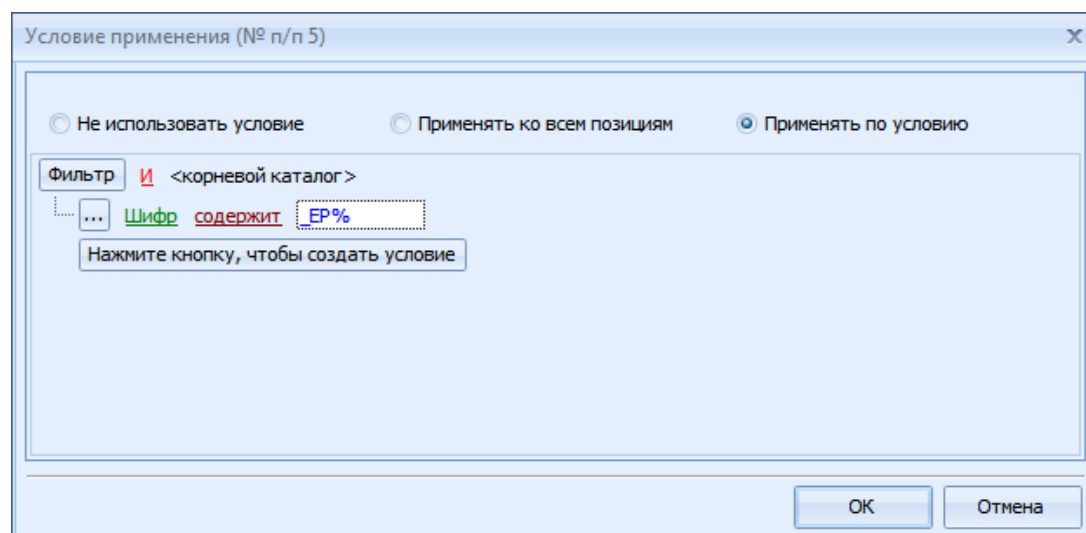 Условие применения (№ п/п 5) x
Не использовать условие Применять ко всем позициям Применять по условию
Фильтр И <корневой каталог>
... Шифр содержит _EP%
Нажмите кнопку, чтобы создать условие
ОК Отмена